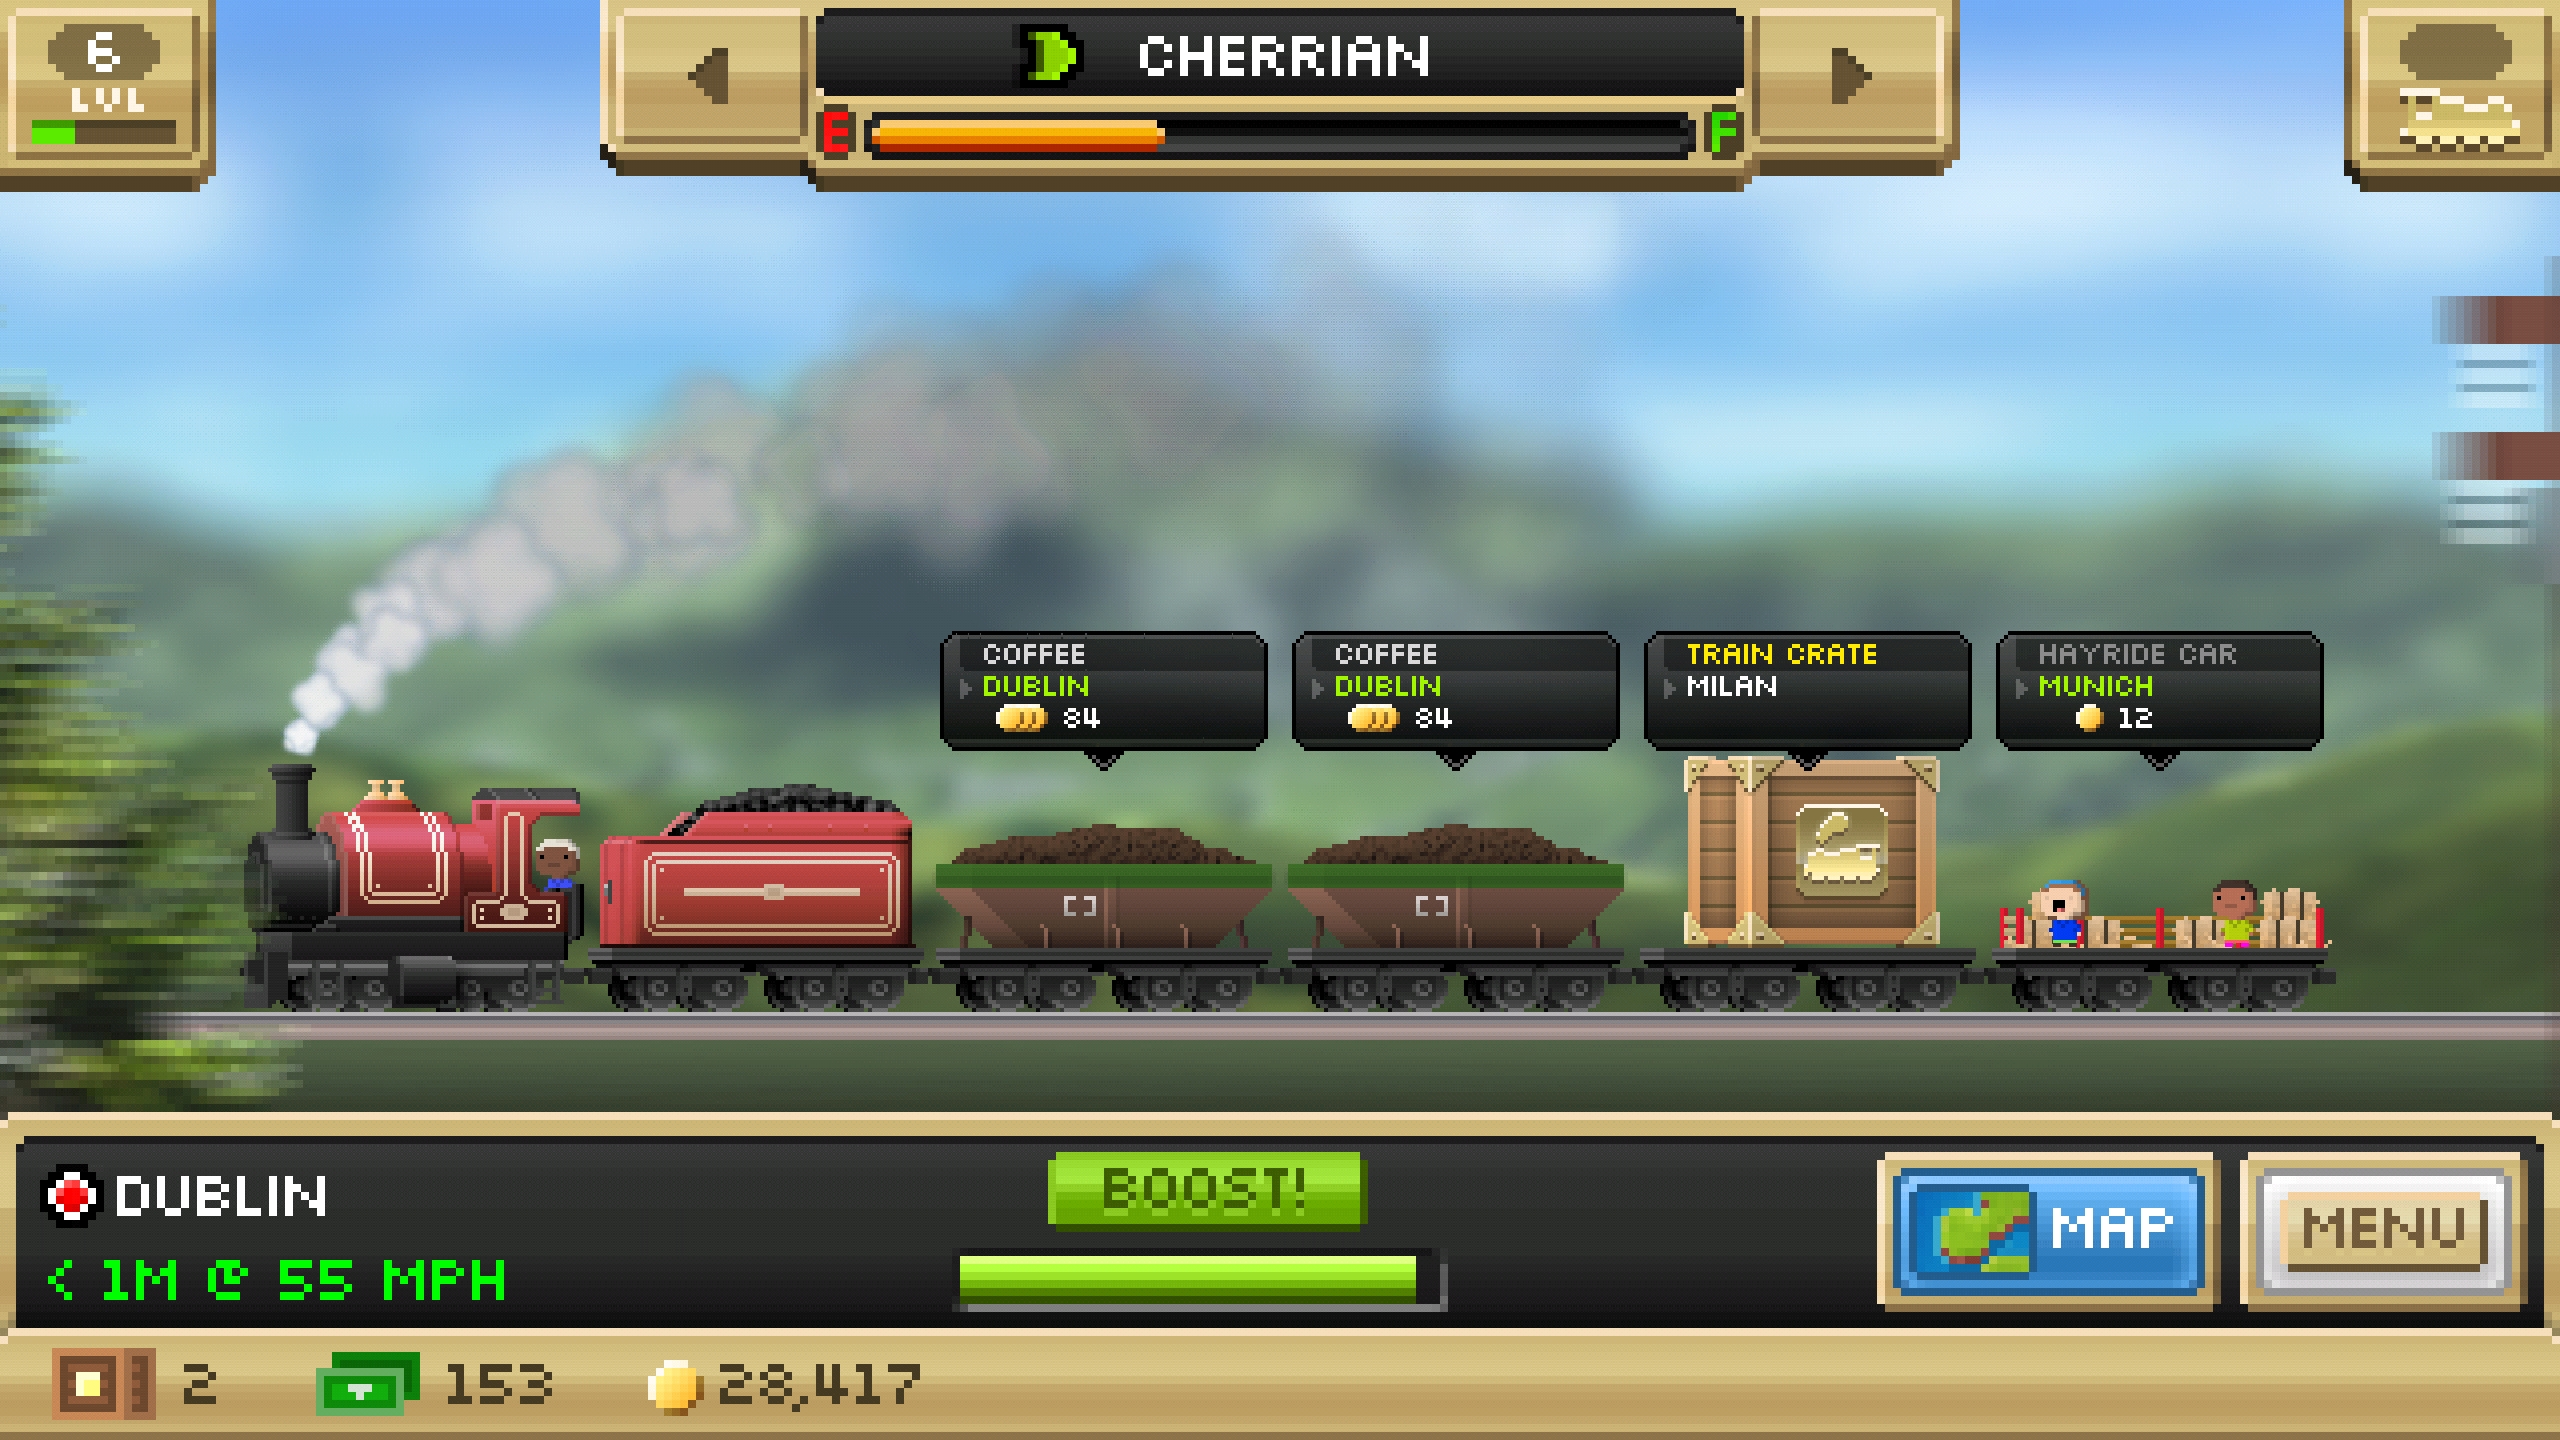 6
LVL
CHERRIAN
E F
COFFEE
DUBLIN
84
COFFEE
DUBLIN
84
TRAIN CRATE
MILAN
HAYRIDE CAR
MUNICH
12
DUBLIN
< 1M @ 55 MPH
BOOST!
MAP
MENU
2
153
28,417